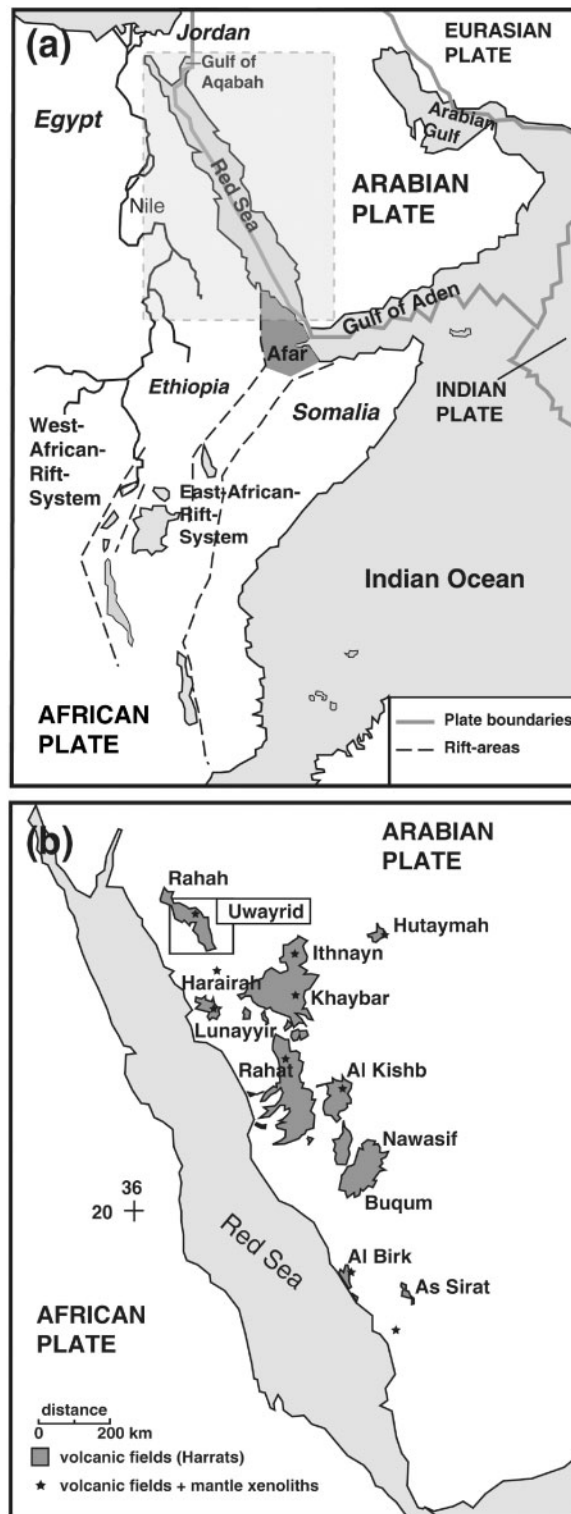 (a)
Jordan
Gulf of
Aqabah
EURASIAN
PLATE
Egypt
Arabian
Gulf
Red Sea
ARABIAN
PLATE
Nile
Gulf of Aden
Afar
Ethiopia
Somalia
INDIAN
PLATE
West-
African-
Rift-
System
East-African-
Rift-
System
Indian Ocean
AFRICAN
PLATE
Plate boundaries
Rift-areas
(b)
ARABIAN
PLATE
Rahah
Uwayrid
Hutaymah
Ithnayn
Harairah
Khaybar
Lunayyir
Rahat
Al Kishb
Nawasif
36
20
Buqum
Red Sea
Al Birk
As Sirat
AFRICAN
PLATE
distance
0 200 km
volcanic fields (Harrats)
volcanic fields + mantle xenoliths